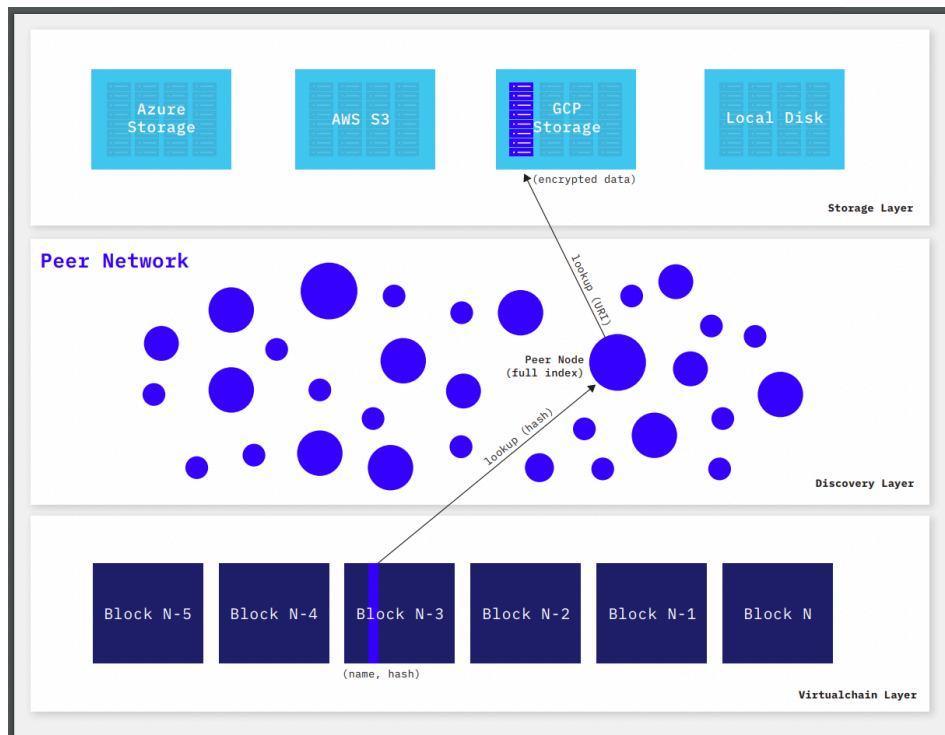 Azure
Storage
AWS S3
GCP
Storage
Local Disk
(encrypted data)
Storage Layer
Peer Network
lookup (URI)
Peer Node
(full index)
lookup (hash)
Discovery Layer
Block N-5
Block N-4
Block N-3
Block N-2
Block N-1
Block N
(name, hash)
Virtualchain Layer